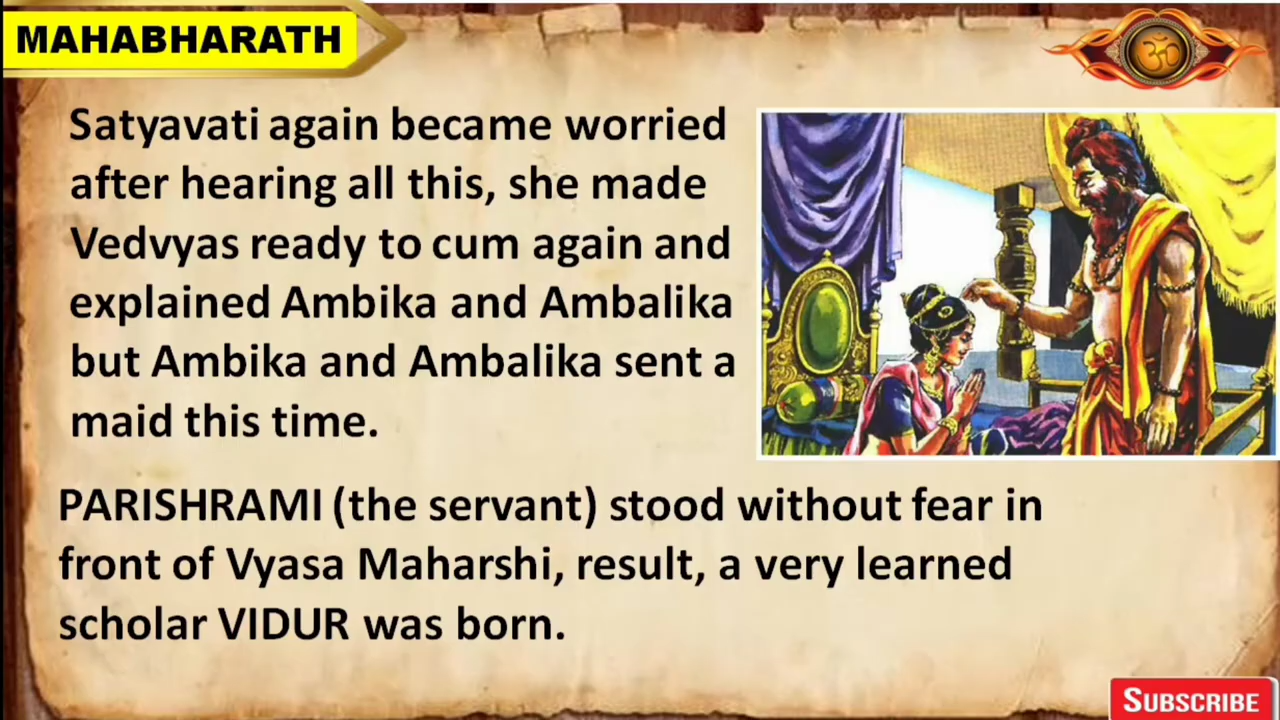 MAHABHARATH
Satyavati again became worried
after hearing all this, she made
Vedvyas ready to cum again and
explained Ambika and Ambalika
but Ambika and Ambalika sent a
maid this time.
PARISHRAMI (the servant) stood without fear in
front of Vyasa Maharshi, result, a very learned
scholar VIDUR was born.
SUBSCRIBE
ॐ